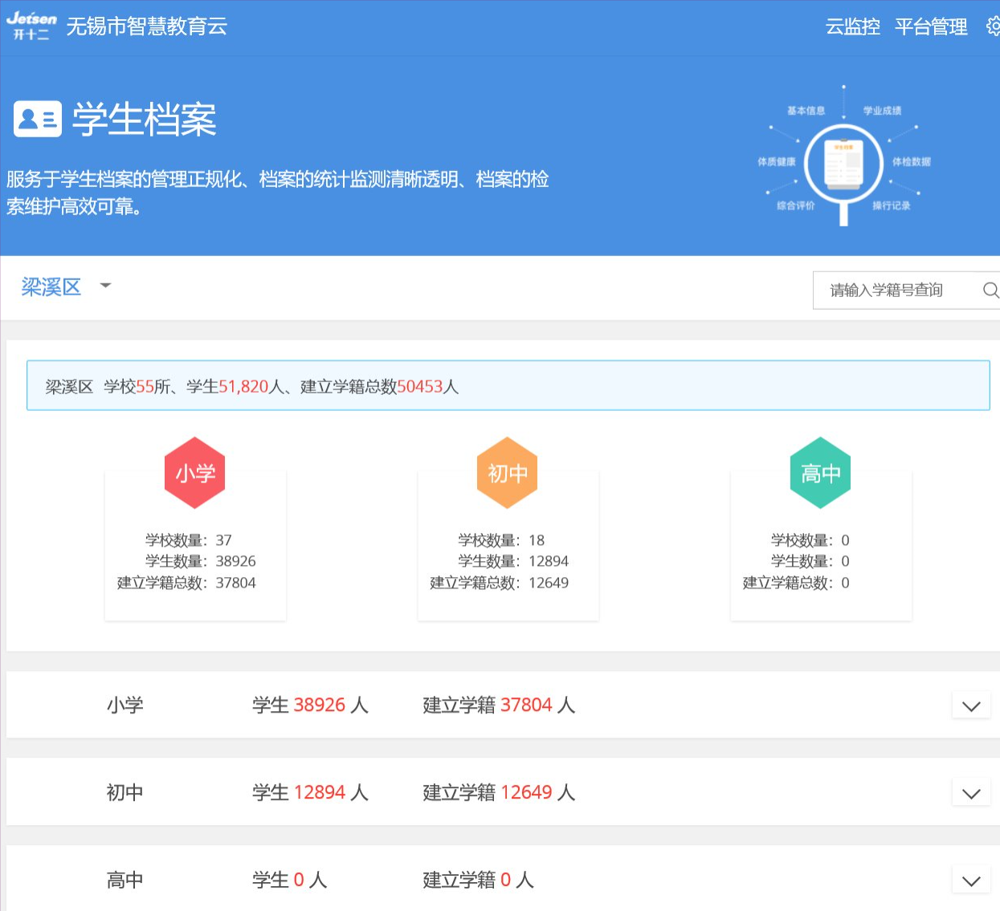 Jetsen
开十二
无锡市智慧教育云
云监控 平台管理
学生档案
服务于学生档案的管理正规化、档案的统计监测清晰透明、档案的检
索维护高效可靠。
基本信息 学业成绩
学生档案
体质健康 体检数据
综合评价 操行记录
梁溪区
请输入学籍号查询
梁溪区 学校55所、学生51,820人、建立学籍总数50453人
小学 初中 高中
学校数量：37 学校数量：18 学校数量：0
学生数量：38926 学生数量：12894 学生数量：0
建立学籍总数：37804 建立学籍总数：12649 建立学籍总数：0
小学 学生 38926 人 建立学籍 37804 人
初中 学生 12894 人 建立学籍 12649 人
高中 学生 0 人 建立学籍 0 人